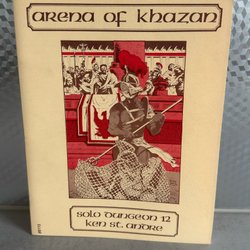 arena of khazan
solo dungeon 12
ken st. andre